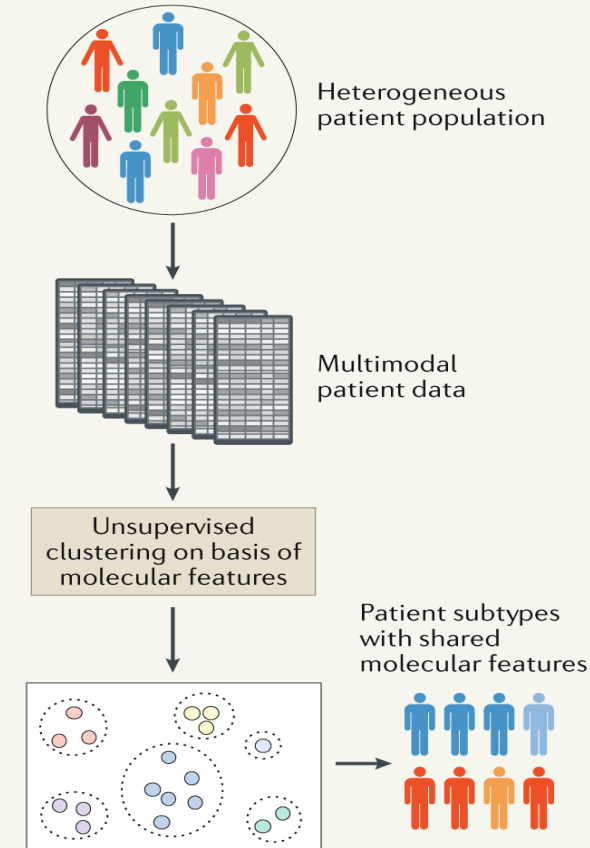 Heterogeneous
patient population
Multimodal
patient data
Unsupervised
clustering on basis of
molecular features
Patient subtypes
with shared
molecular features